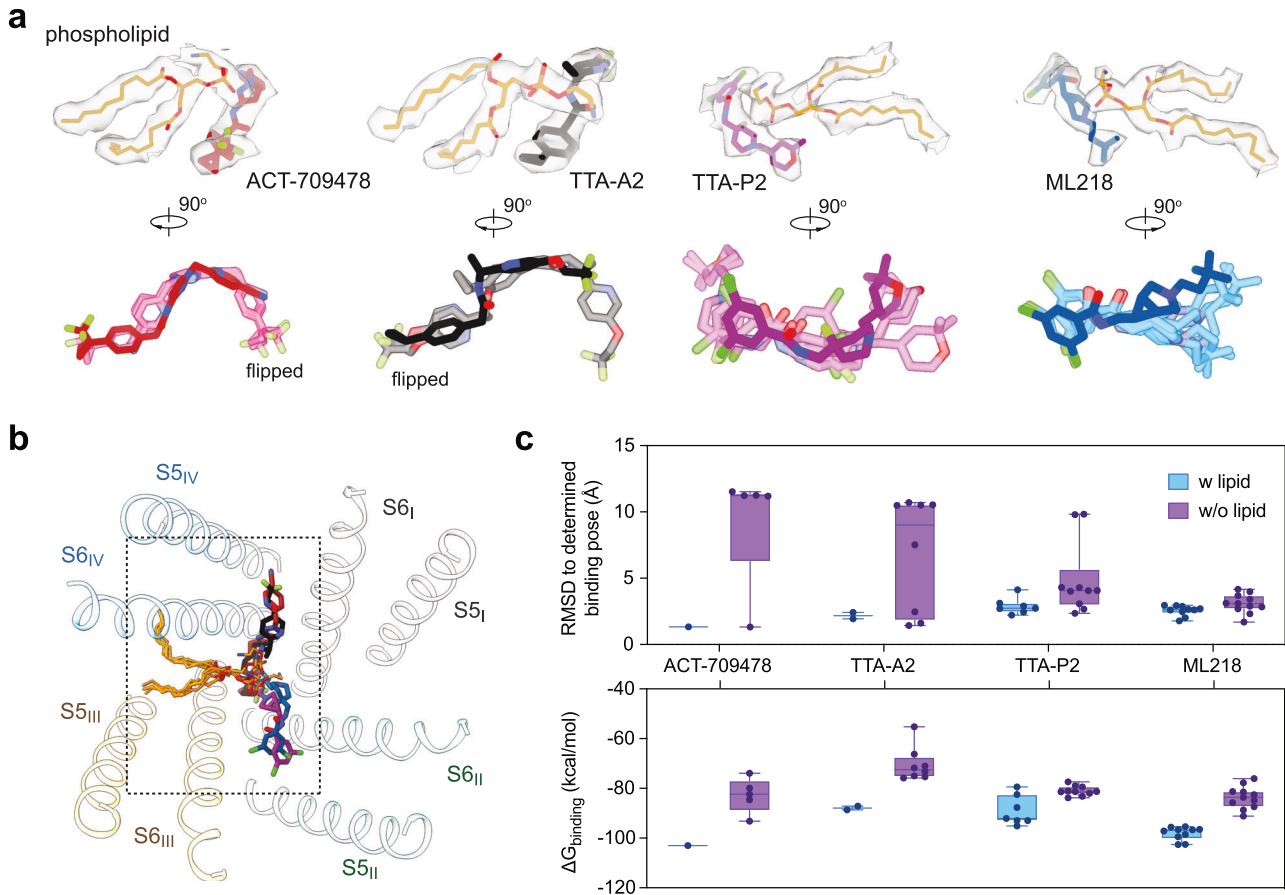 a
phospholipid
ACT-709478 TTA-A2 TTA-P2 ML218
90° 90° 90° 90°
flipped flipped
b
S5IV
S6IV
S6I
S5I
S5III
S6II
S6III
S5II
c
15
10
5
0
RMSD to determined
binding pose (Å)
w lipid
w/o lipid
ACT-709478 TTA-A2 TTA-P2 ML218
-40
-60
-80
-100
-120
ΔGbinding (kcal/mol)